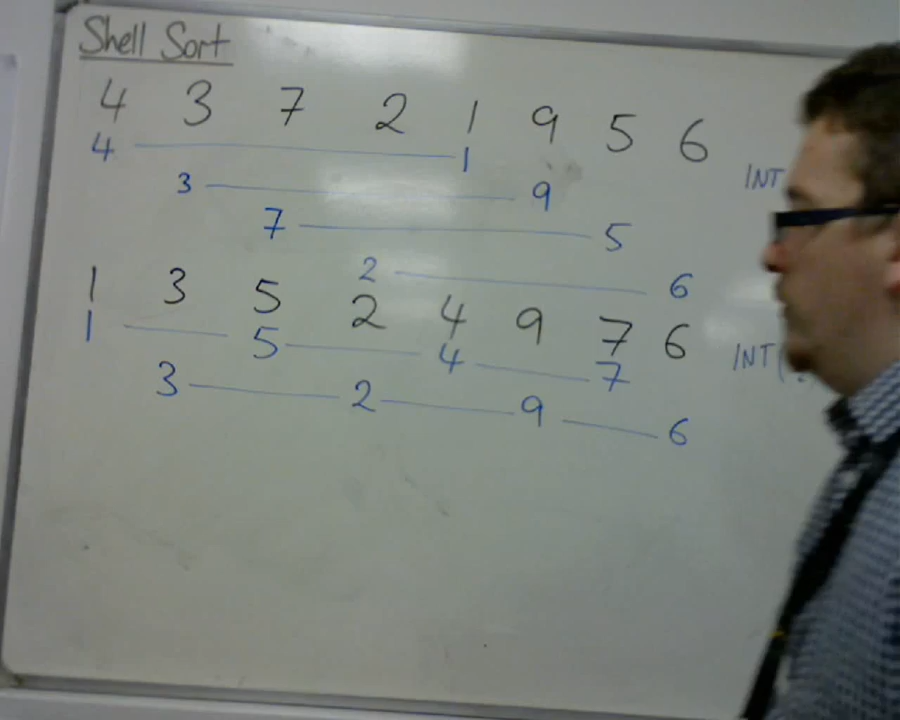 Shell Sort
4 3 7 2 1 9 5 6
4 1
3 9
7 5
2 6
INT
1 3 5 2 4 9 7 6
1 5 4 7
3 2 9 6
INT(